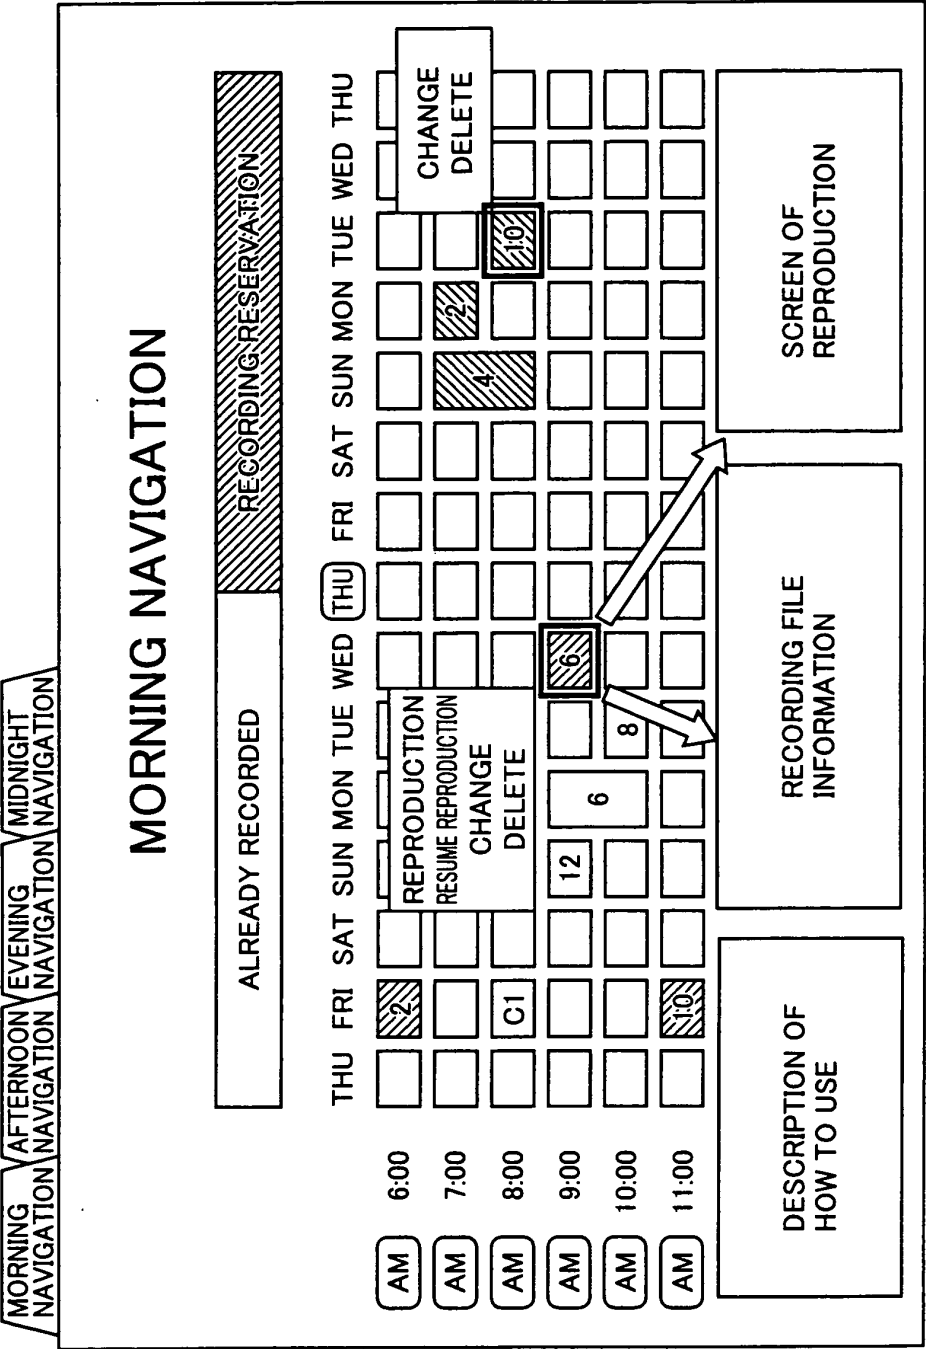 MORNING
NAVIGATION
AFTERNOON
NAVIGATION
EVENING
NAVIGATION
MIDNIGHT
NAVIGATION
MORNING NAVIGATION
ALREADY RECORDED
RECORDING RESERVATION
THU FRI SAT SUN MON TUE WED THU FRI SAT SUN MON TUE WED THU
AM 6:00 2
AM 7:00 4 2
AM 8:00 C1 10
AM 9:00 12 6 6
AM 10:00 8
AM 11:00 10
REPRODUCTION
RESUME REPRODUCTION
CHANGE
DELETE
CHANGE
DELETE
DESCRIPTION OF
HOW TO USE
RECORDING FILE
INFORMATION
SCREEN OF
REPRODUCTION